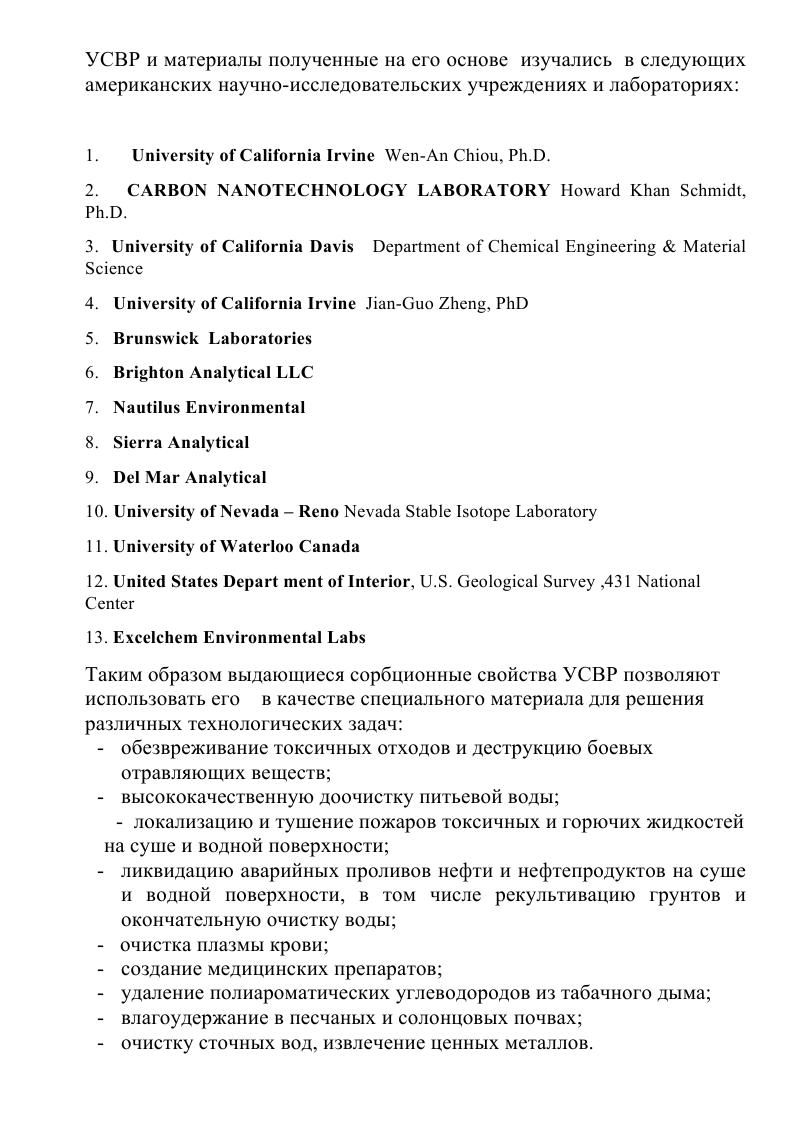 УСВР и материалы полученные на его основе изучались в следующих
американских научно-исследовательских учреждениях и лабораториях:
1. University of California Irvine Wen-An Chiou, Ph.D.
2. CARBON NANOTECHNOLOGY LABORATORY Howard Khan Schmidt,
Ph.D.
3. University of California Davis Department of Chemical Engineering & Material
Science
4. University of California Irvine Jian-Guo Zheng, PhD
5. Brunswick Laboratories
6. Brighton Analytical LLC
7. Nautilus Environmental
8. Sierra Analytical
9. Del Mar Analytical
10. University of Nevada – Reno Nevada Stable Isotope Laboratory
11. University of Waterloo Canada
12. United States Depart ment of Interior, U.S. Geological Survey ,431 National
Center
13. Excelchem Environmental Labs
Таким образом выдающиеся сорбционные свойства УСВР позволяют
использовать его в качестве специального материала для решения
различных технологических задач:
- обезвреживание токсичных отходов и деструкцию боевых
отравляющих веществ;
- высококачественную доочистку питьевой воды;
- локализацию и тушение пожаров токсичных и горючих жидкостей
на суше и водной поверхности;
- ликвидацию аварийных проливов нефти и нефтепродуктов на суше
и водной поверхности, в том числе рекультивацию грунтов и
окончательную очистку воды;
- очистка плазмы крови;
- создание медицинских препаратов;
- удаление полиароматических углеводородов из табачного дыма;
- влагоудержание в песчаных и солонцовых почвах;
- очистку сточных вод, извлечение ценных металлов.